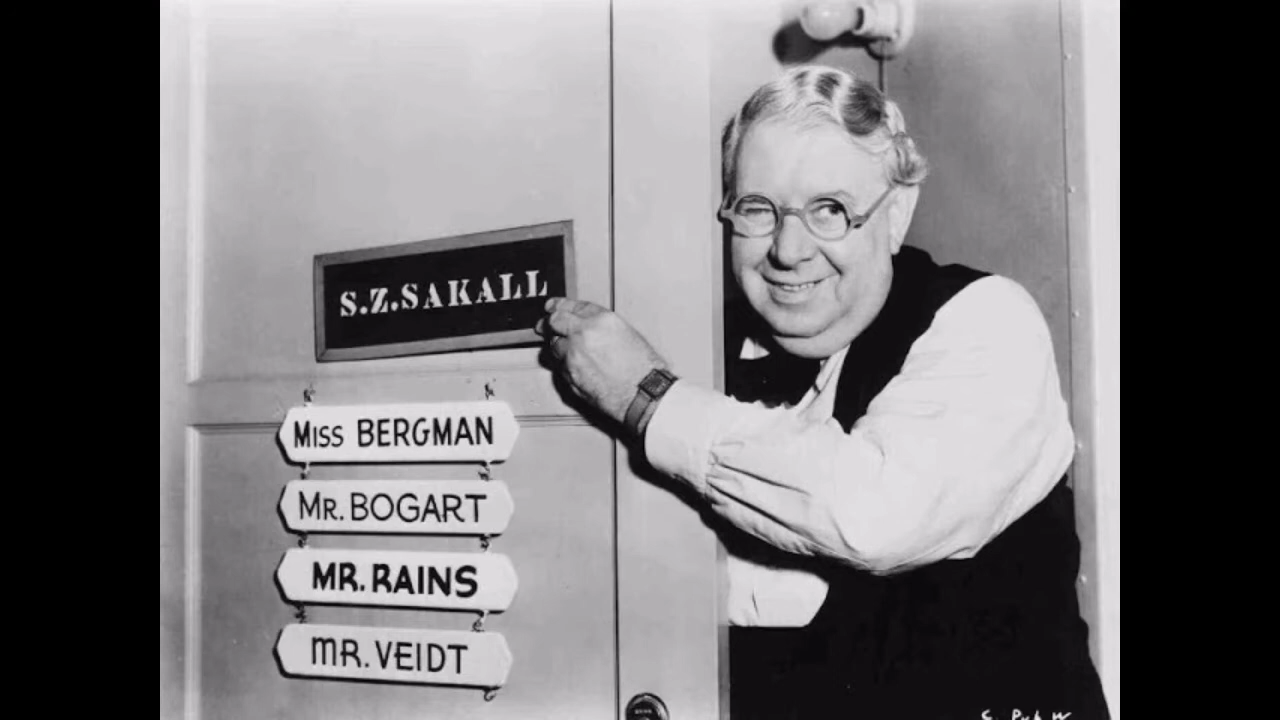 S.Z.SAKALL
MISS BERGMAN
MR. BOGART
MR. RAINS
MR. VEIDT